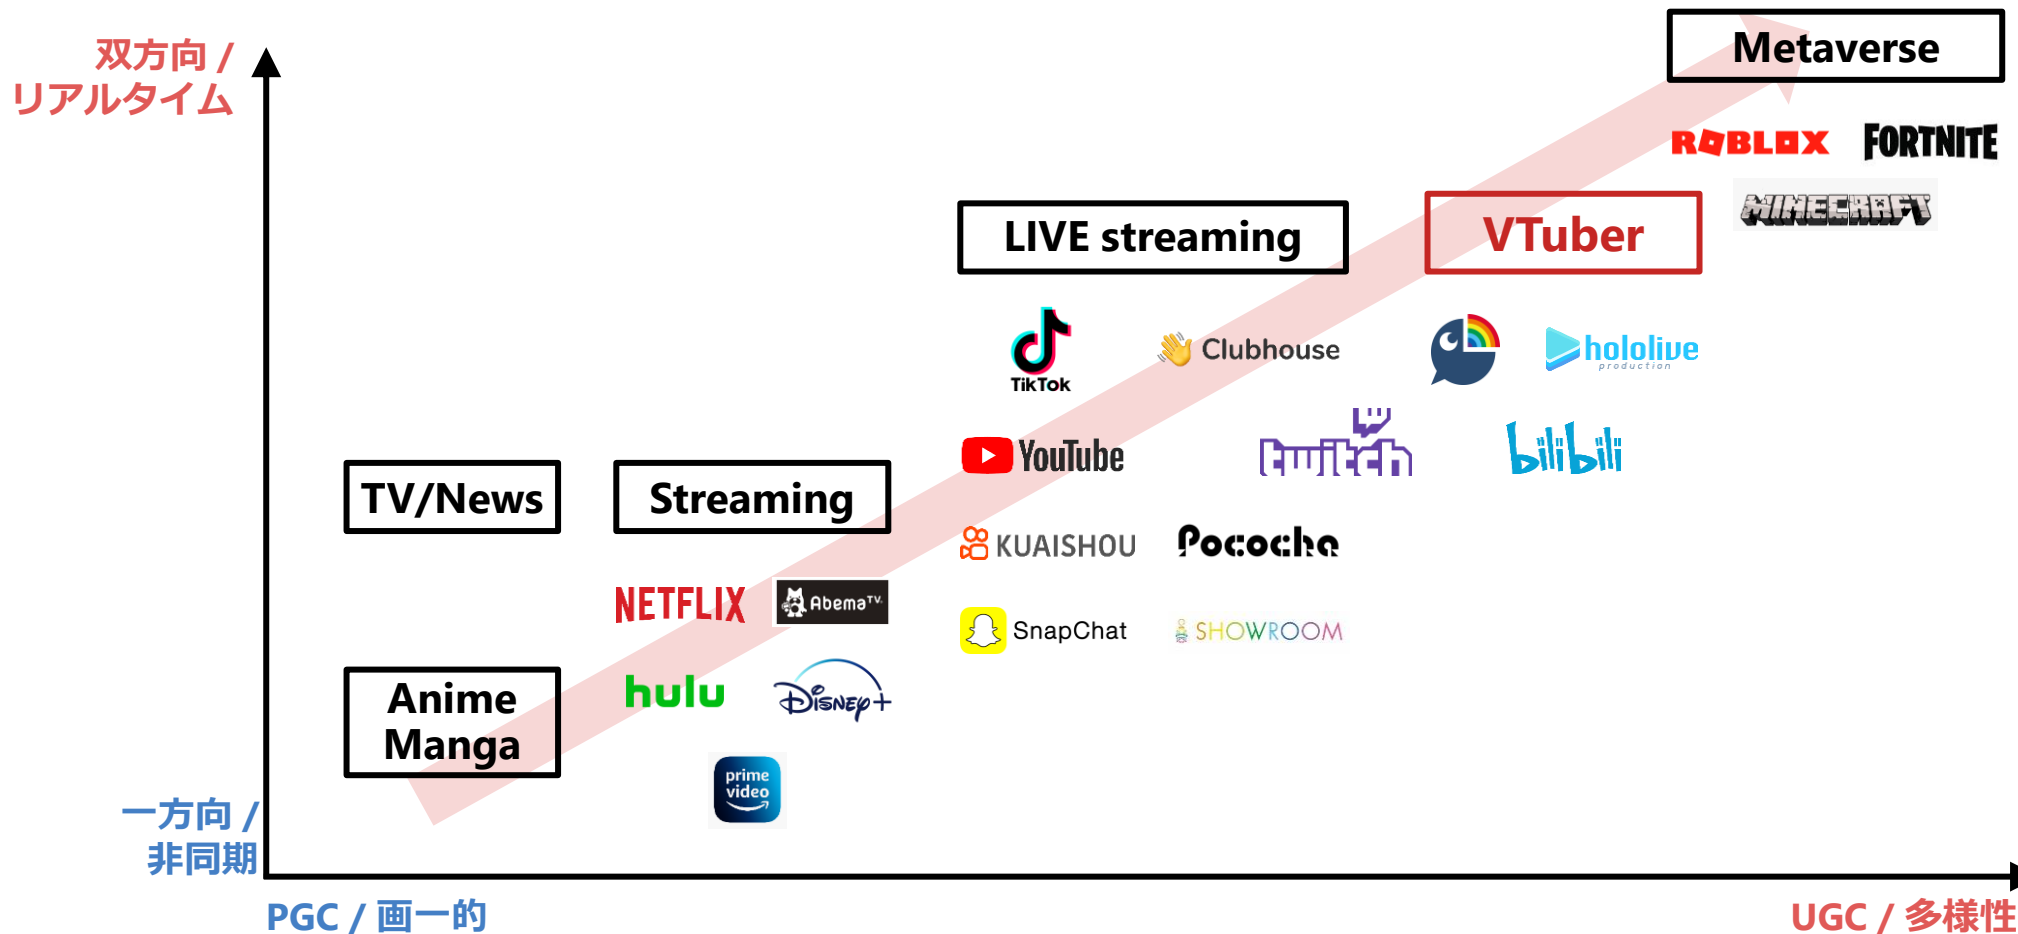 双方向 /
リアルタイム
Metaverse
ROBLOX
FORTNITE
MINECRAFT
LIVE streaming
VTuber
TikTok
Clubhouse
hololive
production
YouTube
twitch
bilibili
TV/News
Streaming
KUAISHOU
Pococha
NETFLIX
AbemaTV.
SnapChat
SHOWROOM
Anime
Manga
hulu
Disney+
prime
video
一方向 /
非同期
PGC / 画一的
UGC / 多様性